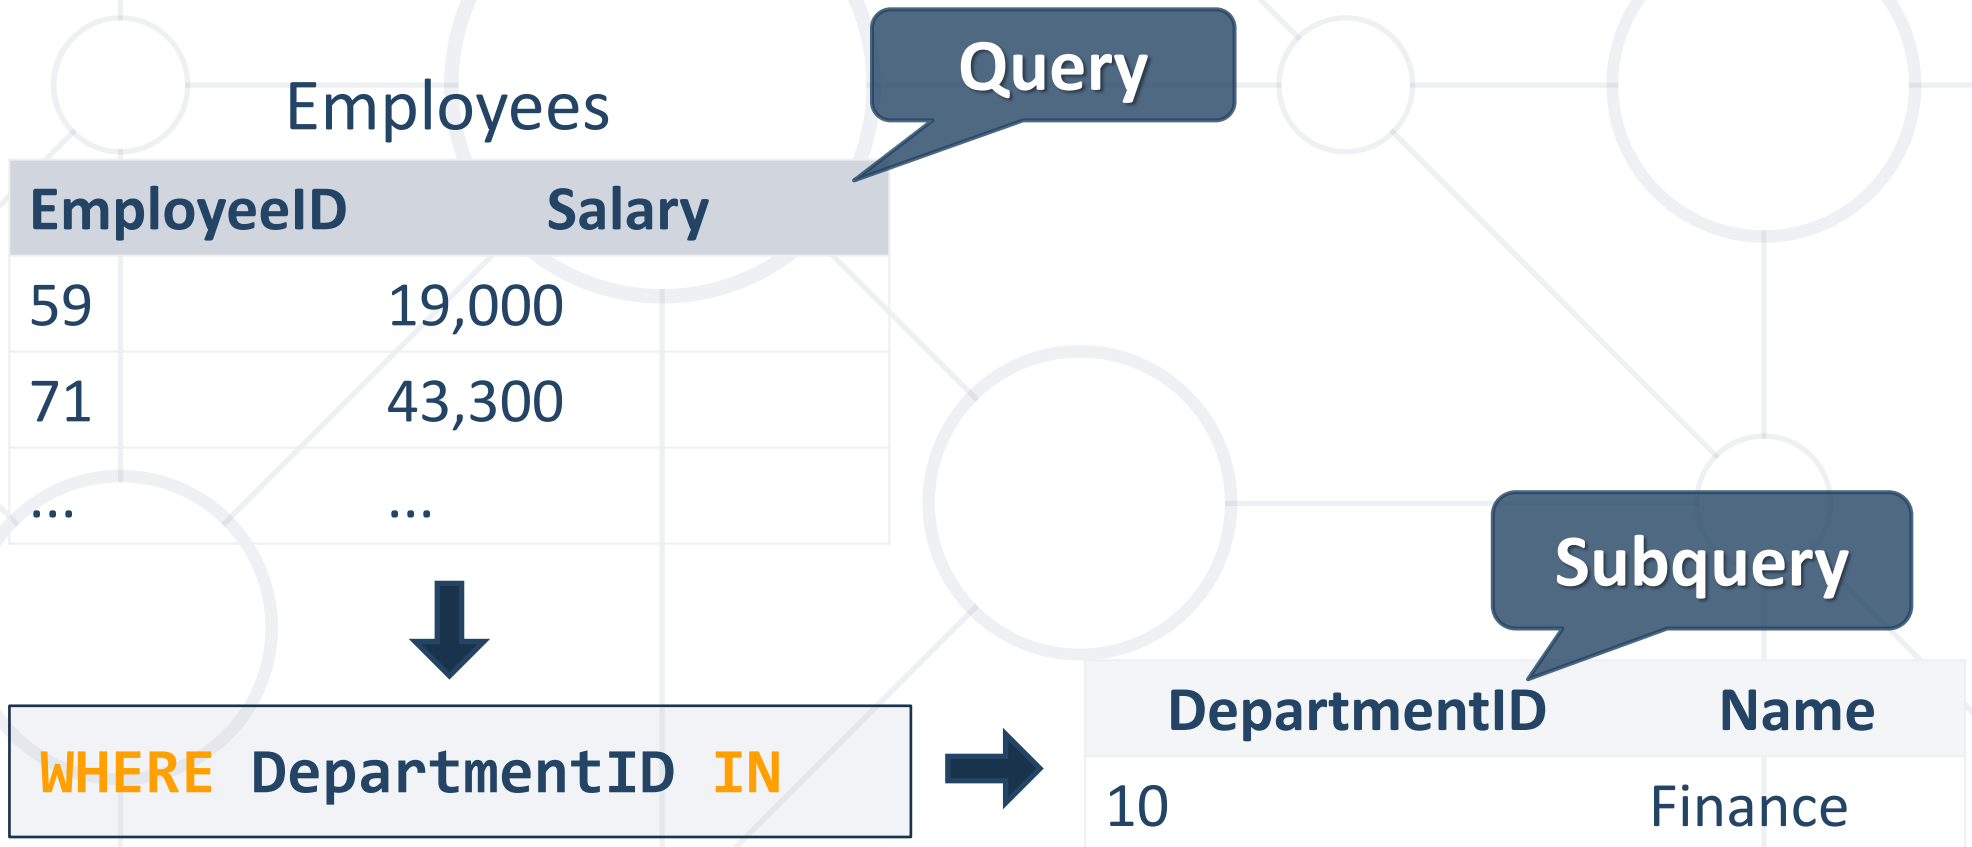 Query
Employees
EmployeeID Salary
59 19,000
71 43,300
... ...
Subquery
WHERE DepartmentID IN
DepartmentID Name
10 Finance